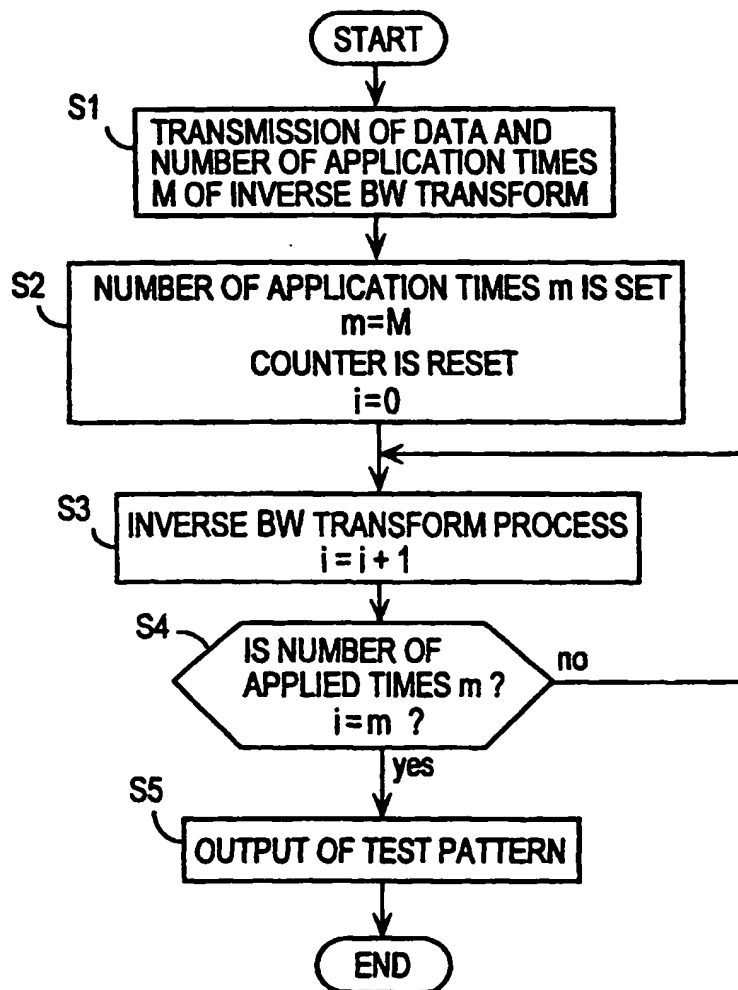 START
S1
TRANSMISSION OF DATA AND
NUMBER OF APPLICATION TIMES
M OF INVERSE BW TRANSFORM
S2
NUMBER OF APPLICATION TIMES m IS SET
m=M
COUNTER IS RESET
i=0
S3
INVERSE BW TRANSFORM PROCESS
i = i + 1
S4
IS NUMBER OF
APPLIED TIMES m ?
i=m ?
no
yes
S5
OUTPUT OF TEST PATTERN
END